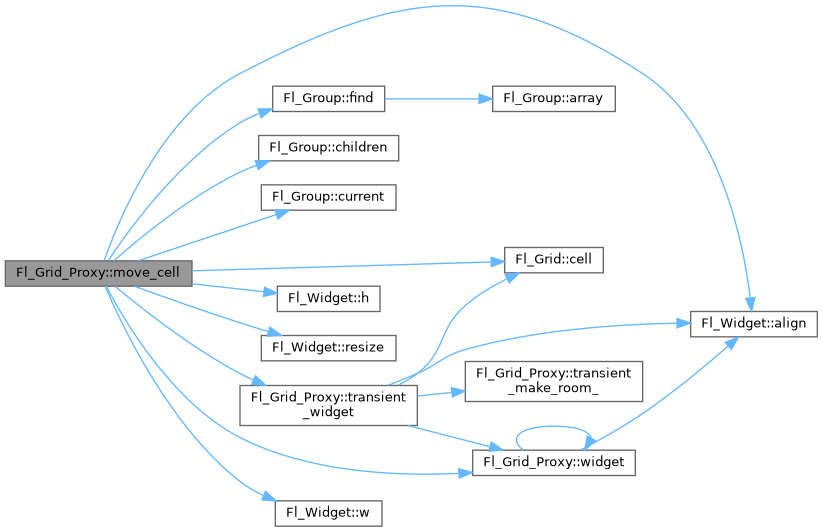 Fl_Grid_Proxy::move_cell
Fl_Group::find
Fl_Group::array
Fl_Group::children
Fl_Group::current
Fl_Grid::cell
Fl_Widget::h
Fl_Widget::align
Fl_Widget::resize
Fl_Grid_Proxy::transient
_make_room_
Fl_Grid_Proxy::transient
_widget
Fl_Grid_Proxy::widget
Fl_Widget::w